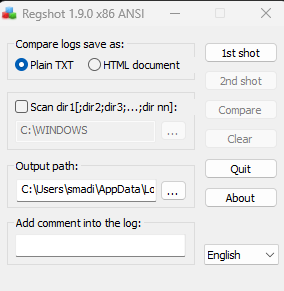 Regshot 1.9.0 x86 ANSI
Compare logs save as:
Plain TXT
HTML document
1st shot
2nd shot
Scan dir1[;dir2;dir3;...;dir nn]:
Compare
C:\WINDOWS
...
Clear
Output path:
Quit
C:\Users\smadi\AppData\Lo
...
About
Add comment into the log:
English